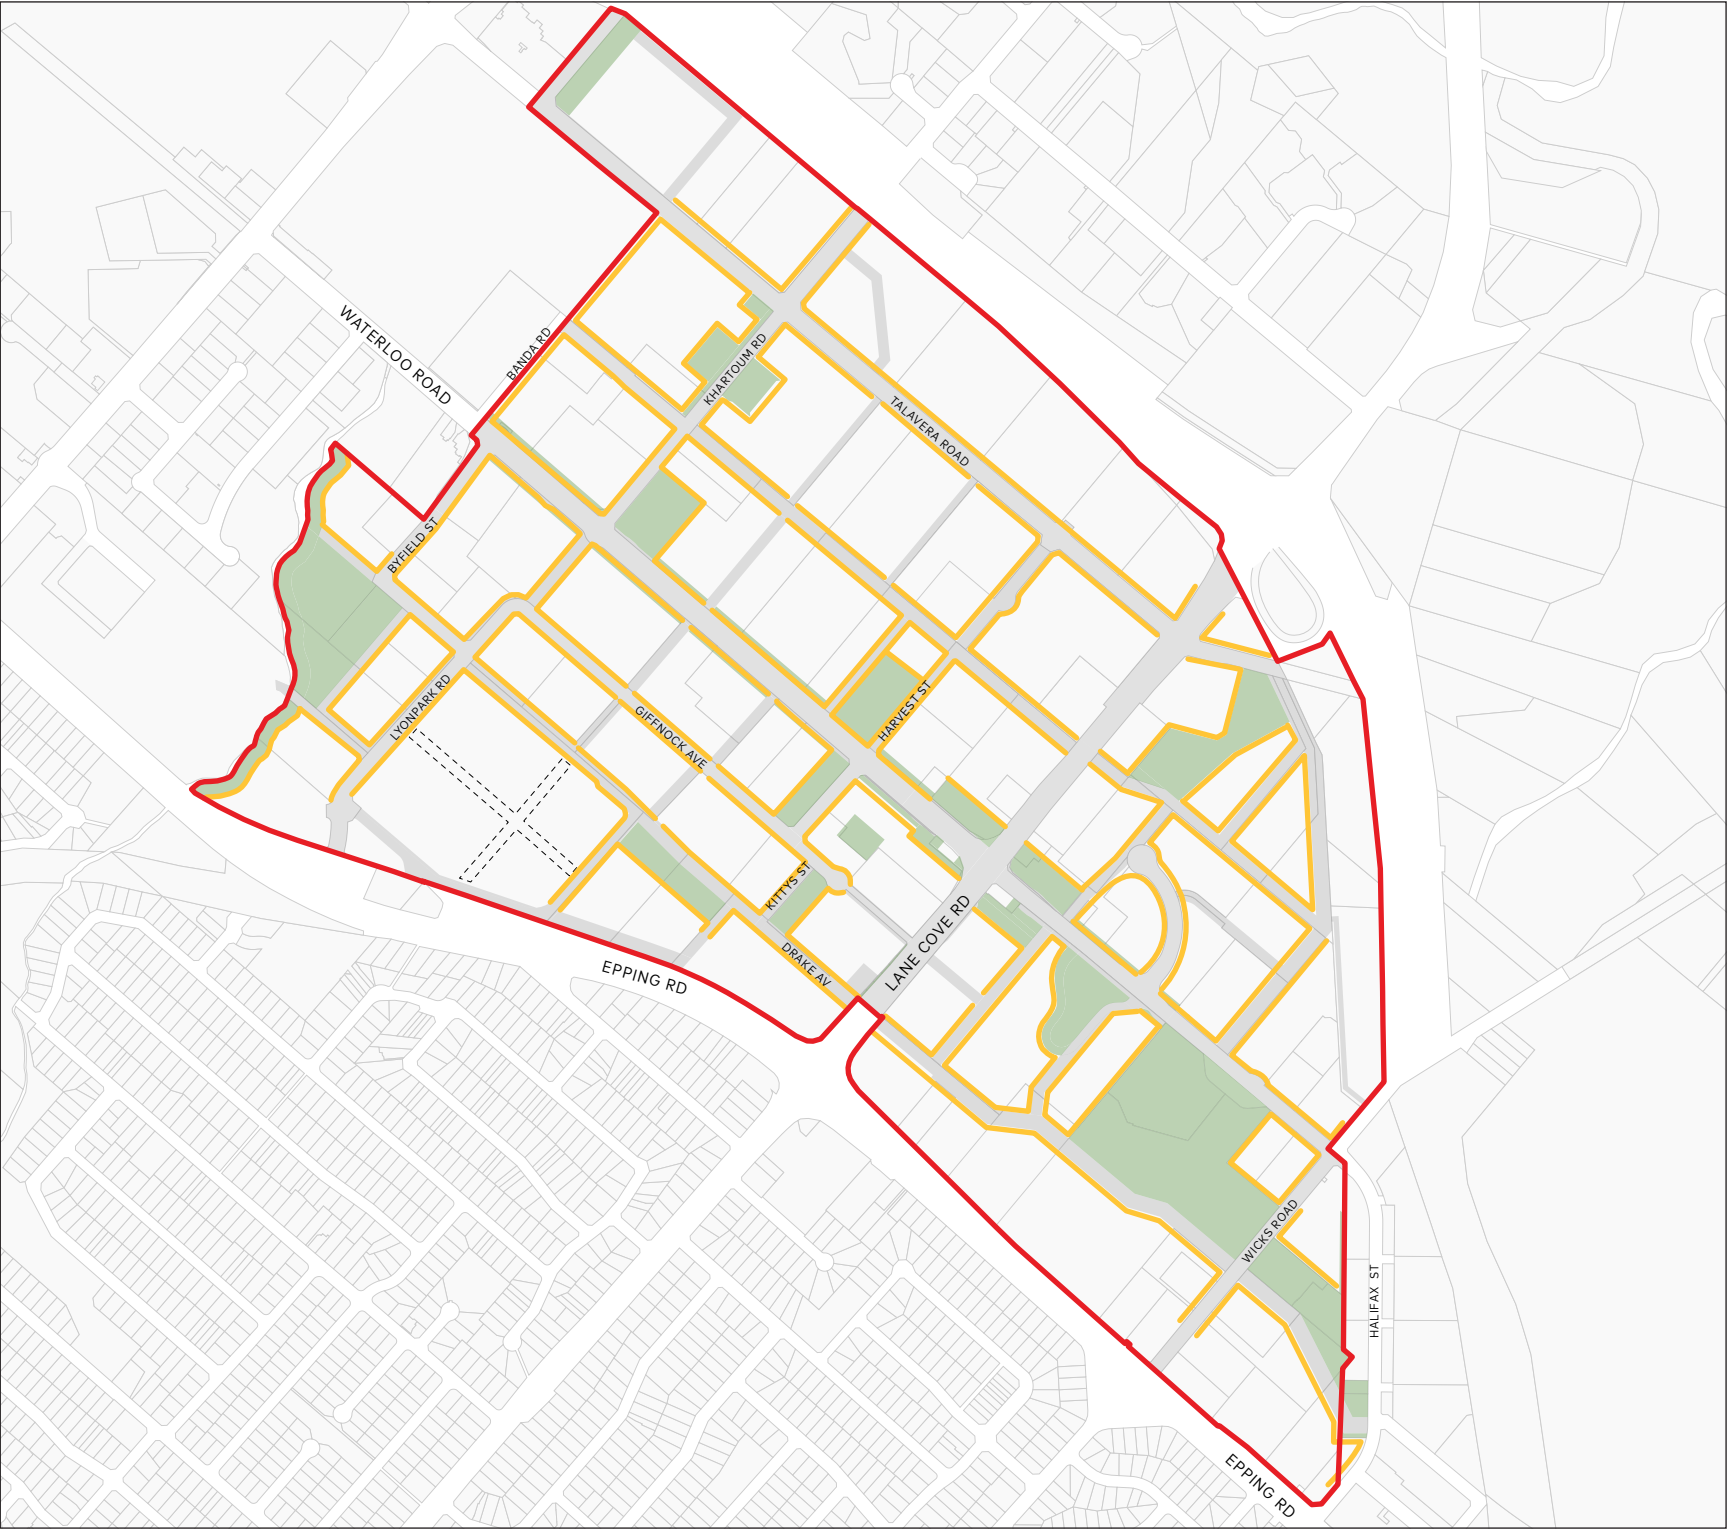 WATERLOO ROAD
BANDA RD
KHARTOUM RD
TALAVERA ROAD
BYFIELD ST
LYONPARK RD
GIFFNOCK AVE
HARVEST ST
KITTYS ST
LANE COVE RD
DRAKE AV
EPPING RD
WICKS ROAD
HALIFAX ST
EPPING RD